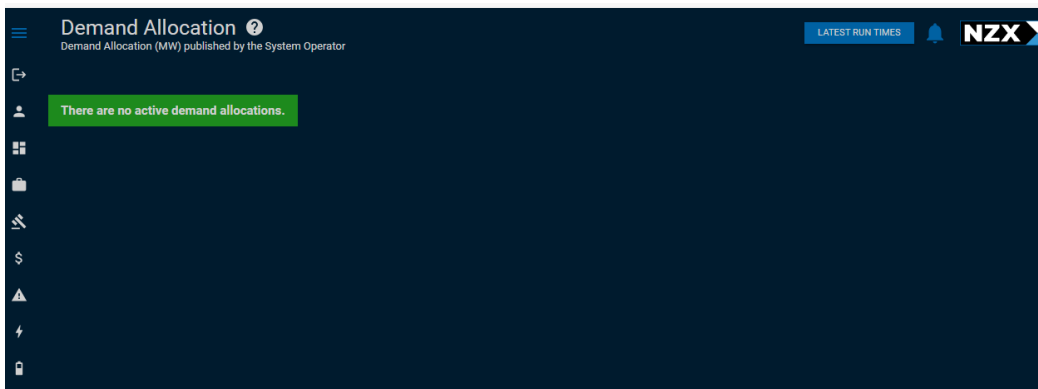 Demand Allocation ?
Demand Allocation (MW) published by the System Operator
LATEST RUN TIMES
NZX
There are no active demand allocations.